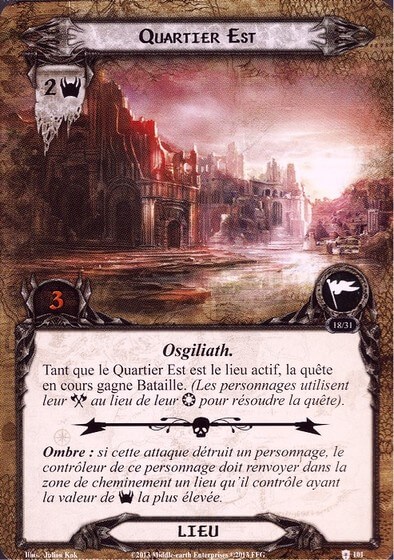 Quartier Est
2
3
18/31
Osgiliath.
Tant que le Quartier Est est le lieu actif, la quête
en cours gagne Bataille. (Les personnages utilisent
leur au lieu de leur pour résoudre la quête).
Ombre : si cette attaque détruit un personnage, le
contrôleur de ce personnage doit renvoyer dans la
zone de cheminement un lieu qu'il contrôle ayant
la valeur de la plus élevée.
LIEU
Illus. Julian Kok ©2013 Middle-earth Enterprises ©2013 FFG 101